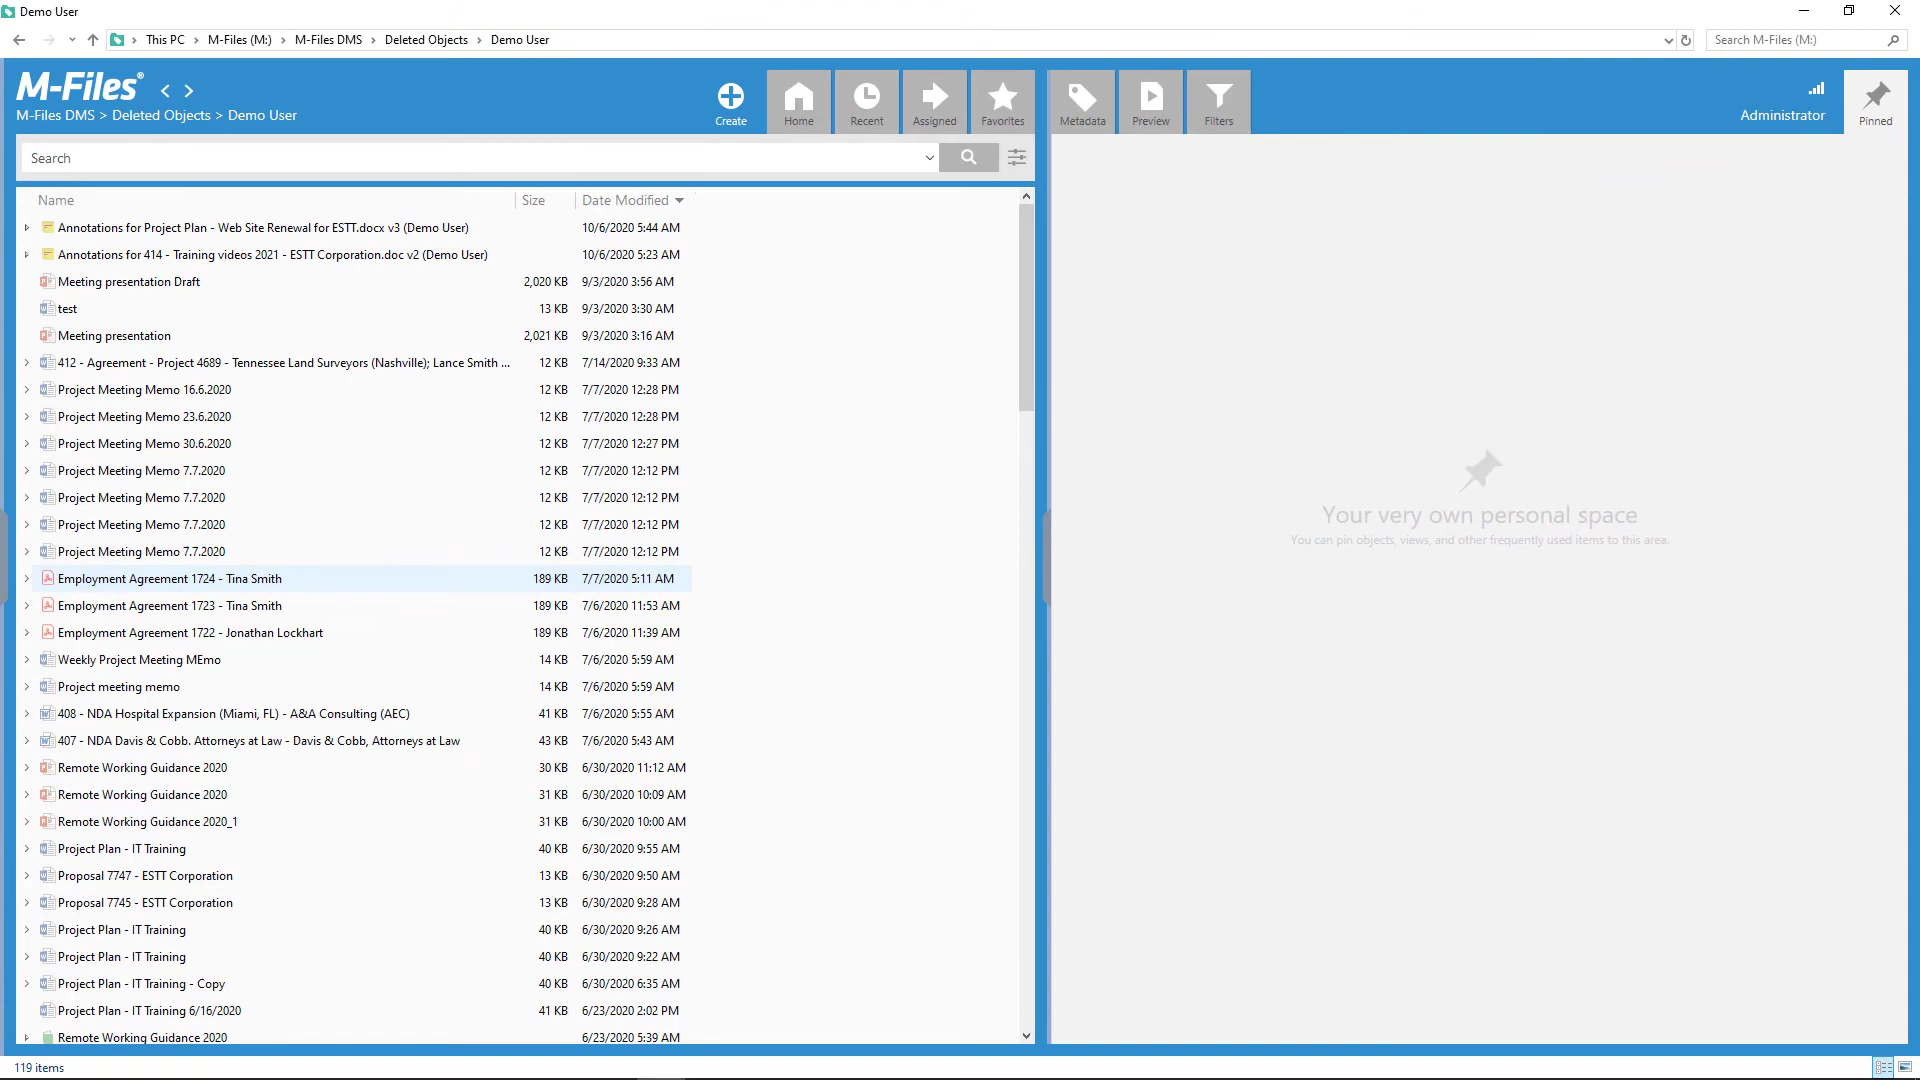 Demo User
This PC > M-Files (M:) > M-Files DMS > Deleted Objects > Demo User
Search M-Files (M:)
M-Files®
M-Files DMS > Deleted Objects > Demo User
Create
Home
Recent
Assigned
Favorites
Metadata
Preview
Filters
Administrator
Pinned
Search
Name Size Date Modified
Annotations for Project Plan - Web Site Renewal for ESTT.docx v3 (Demo User) 10/6/2020 5:44 AM
Annotations for 414 - Training videos 2021 - ESTT Corporation.doc v2 (Demo User) 10/6/2020 5:23 AM
Meeting presentation Draft 2,020 KB 9/3/2020 3:56 AM
test 13 KB 9/3/2020 3:30 AM
Meeting presentation 2,021 KB 9/3/2020 3:16 AM
412 - Agreement - Project 4689 - Tennessee Land Surveyors (Nashville); Lance Smith ... 12 KB 7/14/2020 9:33 AM
Project Meeting Memo 16.6.2020 12 KB 7/7/2020 12:28 PM
Project Meeting Memo 23.6.2020 12 KB 7/7/2020 12:28 PM
Project Meeting Memo 30.6.2020 12 KB 7/7/2020 12:27 PM
Project Meeting Memo 7.7.2020 12 KB 7/7/2020 12:12 PM
Project Meeting Memo 7.7.2020 12 KB 7/7/2020 12:12 PM
Project Meeting Memo 7.7.2020 12 KB 7/7/2020 12:12 PM
Project Meeting Memo 7.7.2020 12 KB 7/7/2020 12:12 PM
Employment Agreement 1724 - Tina Smith 189 KB 7/7/2020 5:11 AM
Employment Agreement 1723 - Tina Smith 189 KB 7/6/2020 11:53 AM
Employment Agreement 1722 - Jonathan Lockhart 189 KB 7/6/2020 11:39 AM
Weekly Project Meeting MEmo 14 KB 7/6/2020 5:59 AM
Project meeting memo 14 KB 7/6/2020 5:59 AM
408 - NDA Hospital Expansion (Miami, FL) - A&A Consulting (AEC) 41 KB 7/6/2020 5:55 AM
407 - NDA Davis & Cobb. Attorneys at Law - Davis & Cobb, Attorneys at Law 43 KB 7/6/2020 5:43 AM
Remote Working Guidance 2020 30 KB 6/30/2020 11:12 AM
Remote Working Guidance 2020 31 KB 6/30/2020 10:09 AM
Remote Working Guidance 2020_1 31 KB 6/30/2020 10:00 AM
Project Plan - IT Training 40 KB 6/30/2020 9:55 AM
Proposal 7747 - ESTT Corporation 13 KB 6/30/2020 9:50 AM
Proposal 7745 - ESTT Corporation 13 KB 6/30/2020 9:28 AM
Project Plan - IT Training 40 KB 6/30/2020 9:26 AM
Project Plan - IT Training 40 KB 6/30/2020 9:22 AM
Project Plan - IT Training - Copy 40 KB 6/30/2020 6:35 AM
Project Plan - IT Training 6/16/2020 41 KB 6/23/2020 2:02 PM
Remote Working Guidance 2020 6/23/2020 5:39 AM
Your very own personal space
You can pin objects, views, and other frequently used items to this area.
119 items